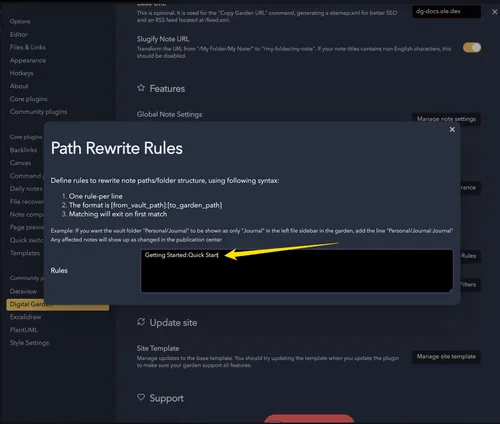 Base URL
This is optional. It is used for the "Copy Garden URL" command, generating a sitemap.xml for better SEO
and an RSS feed located at /feed.xml.
dg-docs.ole.dev
Slugify Note URL
Transform the URL from "/My Folder/My Note/" to "/my-folder/my-note". If your note titles contains non-English characters, this
should be disabled.
Features
Global Note Settings
Manage note settings
Options
Editor
Files & Links
Appearance
Hotkeys
About
Core plugins
Community plugins
Core plugins
Backlinks
Canvas
Command
Daily notes
File recover
Note compo
Page previe
Quick switc
Templates
Community p
Dataview
Digital Garden
Excalidraw
PlantUML
Style Settings
Path Rewrite Rules
Define rules to rewrite note paths/folder structure, using following syntax:
1. One rule-per line
2. The format is [from_vault_path]:[to_garden_path]
3. Matching will exit on first match
Example: If you want the vault folder "Personal/Journal" to be shown as only "Journal" in the left file sidebar in the garden, add the line "Personal/Journal:Journal"
Any affected notes will show up as changed in the publication center
Rules
Getting Started:Quick Start
rance
Rules
Filters
Update site
Site Template
Manage updates to the base template. You should try updating the template when you update the plugin
to make sure your garden support all features.
Manage site template
Support